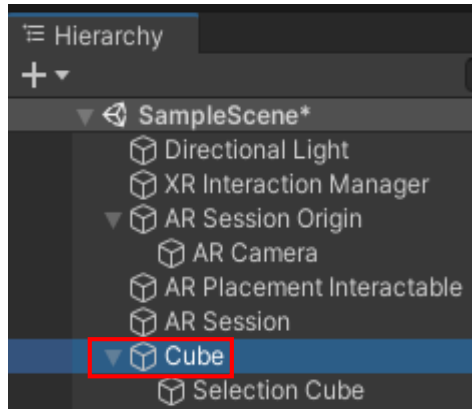 Hierarchy
SampleScene*
Directional Light
XR Interaction Manager
AR Session Origin
AR Camera
AR Placement Interactable
AR Session
Cube
Selection Cube